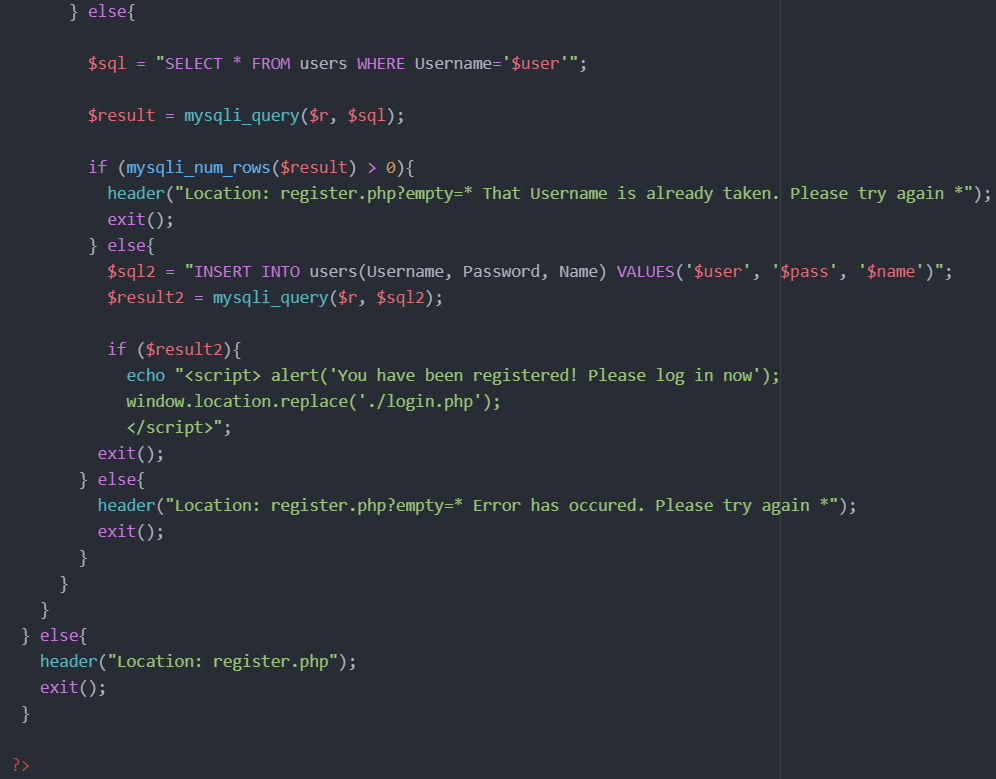 } else{
$sql = "SELECT * FROM users WHERE Username='$user'";
$result = mysqli_query($r, $sql);
if (mysqli_num_rows($result) > 0){
header("Location: register.php?empty=* That Username is already taken. Please try again *");
exit();
} else{
$sql2 = "INSERT INTO users(Username, Password, Name) VALUES('$user', '$pass', '$name')";
$result2 = mysqli_query($r, $sql2);
if ($result2){
echo "<script> alert('You have been registered! Please log in now');
window.location.replace('./login.php');
</script>";
exit();
} else{
header("Location: register.php?empty=* Error has occured. Please try again *");
exit();
}
}
}
} else{
header("Location: register.php");
exit();
}
?>